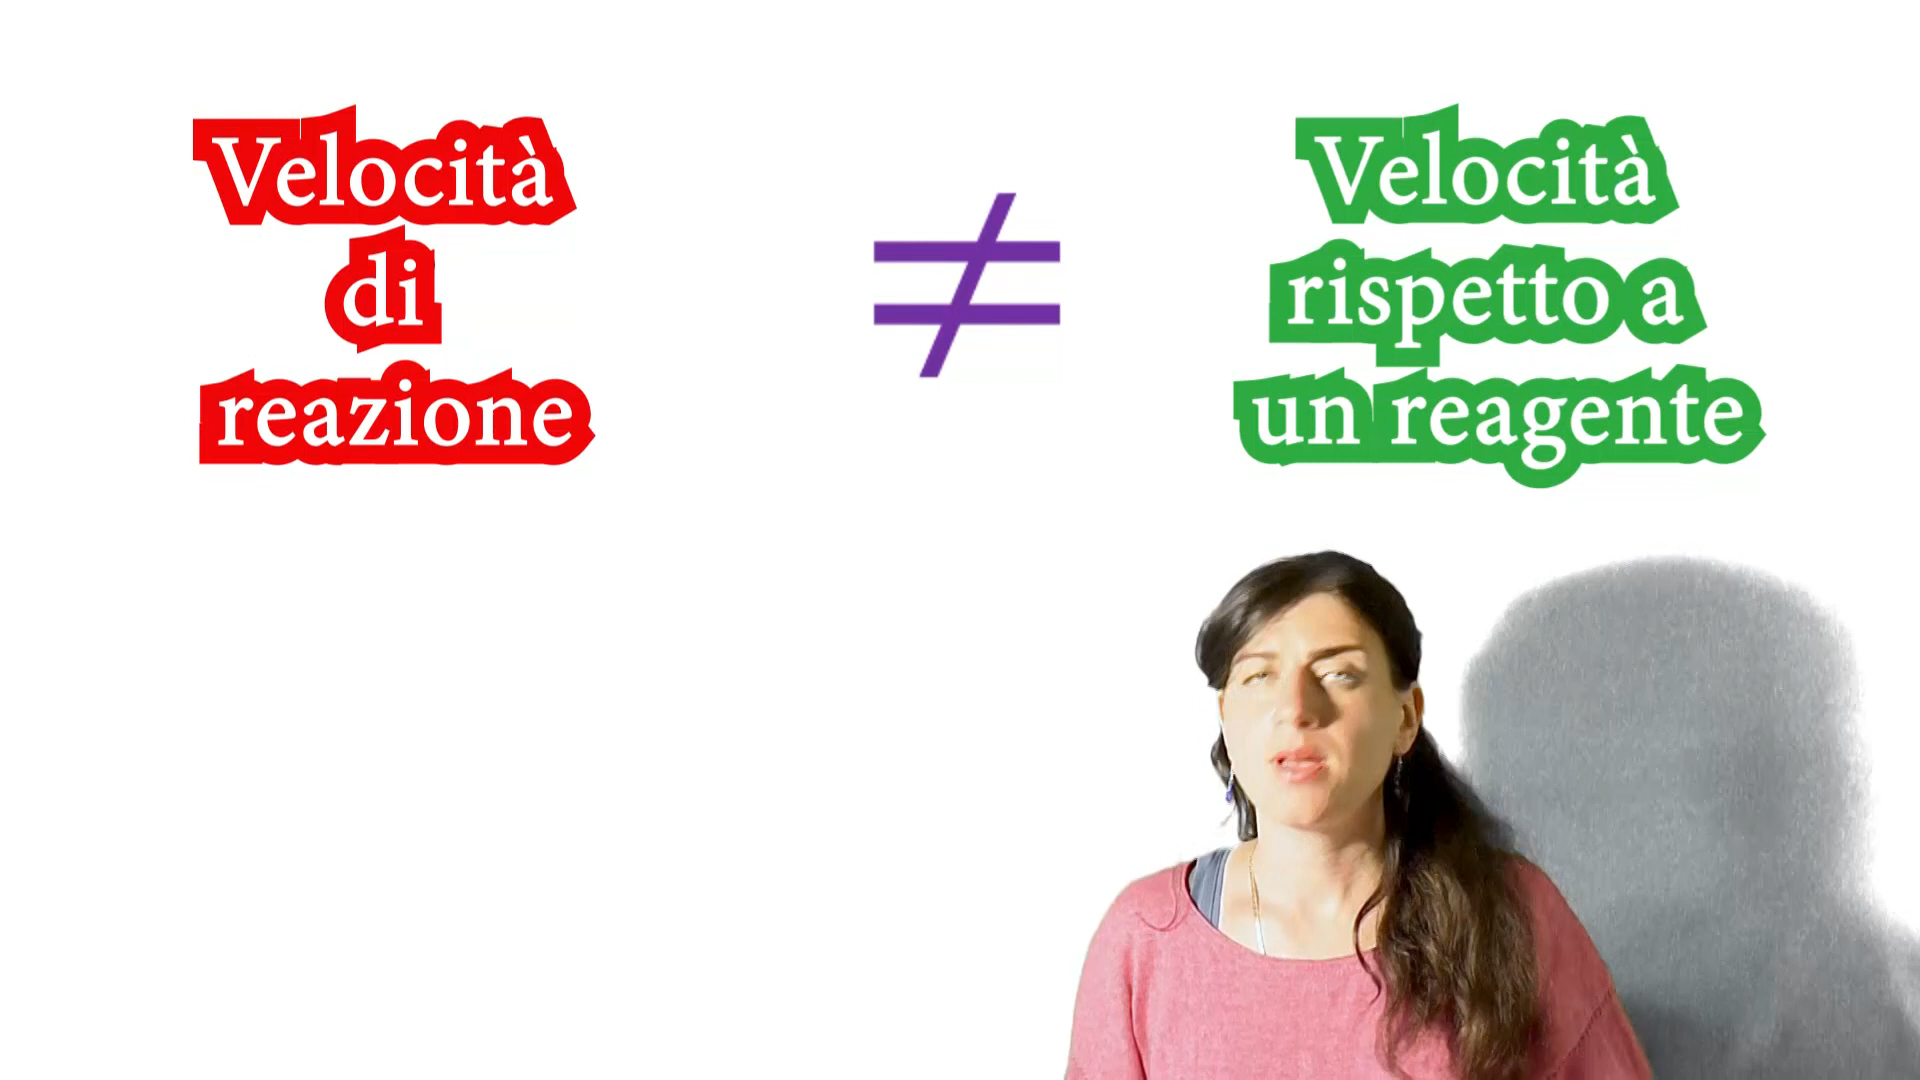 Velocità
di
reazione
≠
Velocità
rispetto a
un reagente